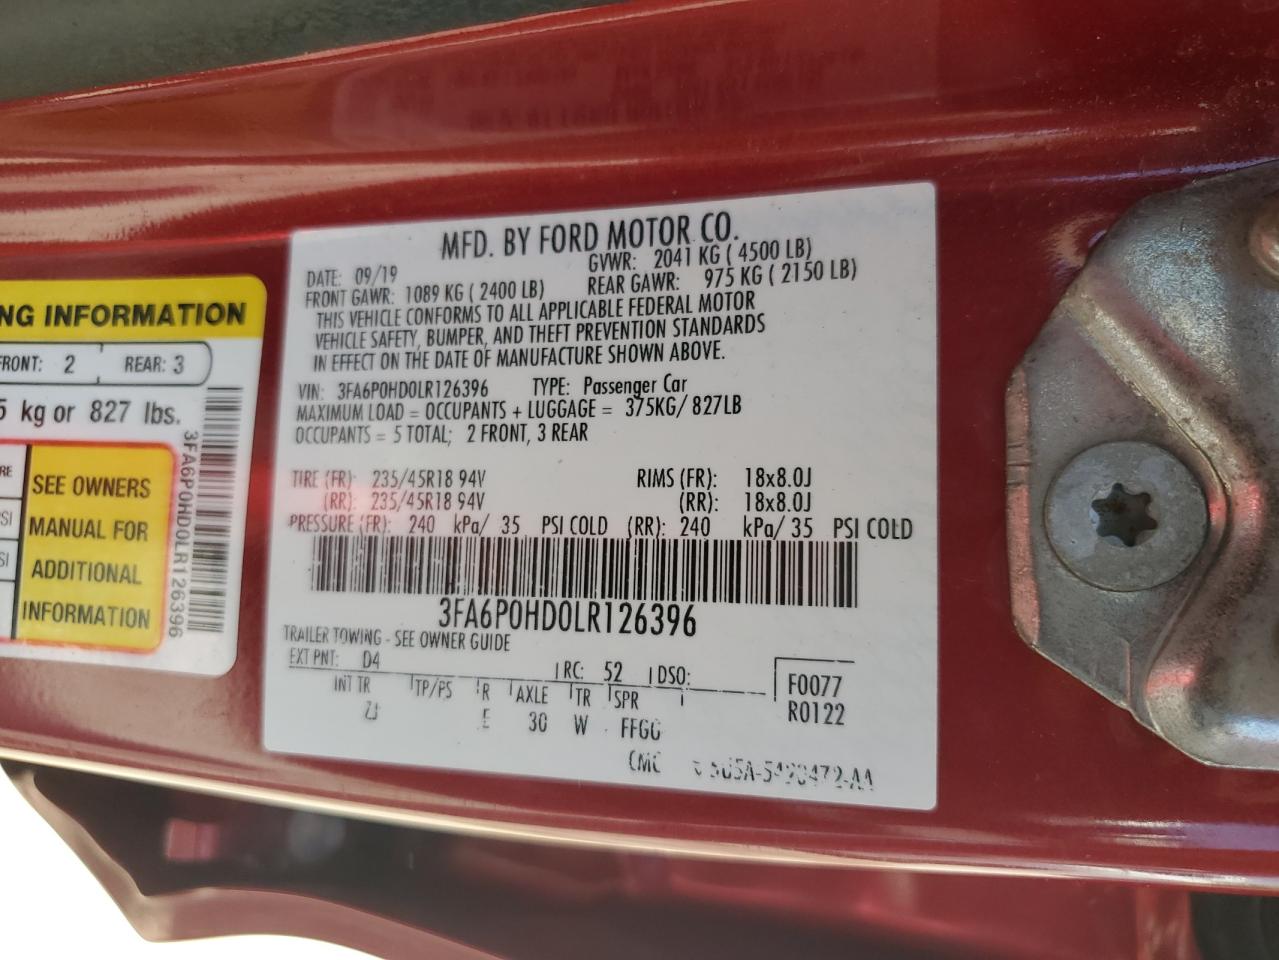 MFD. BY FORD MOTOR CO.
DATE: 09/19 GVWR: 2041 KG ( 4500 LB)
FRONT GAWR: 1089 KG ( 2400 LB) REAR GAWR: 975 KG ( 2150 LB)
THIS VEHICLE CONFORMS TO ALL APPLICABLE FEDERAL MOTOR
VEHICLE SAFETY, BUMPER, AND THEFT PREVENTION STANDARDS
IN EFFECT ON THE DATE OF MANUFACTURE SHOWN ABOVE.
VIN: 3FA6P0HD0LR126396 TYPE: Passenger Car
MAXIMUM LOAD = OCCUPANTS + LUGGAGE = 375KG/ 827LB
OCCUPANTS = 5 TOTAL; 2 FRONT, 3 REAR
TIRE (FR): 235/45R18 94V RIMS (FR): 18x8.0J
(RR): 235/45R18 94V (RR): 18x8.0J
PRESSURE (FR): 240 kPa/ 35 PSI COLD (RR): 240 kPa/ 35 PSI COLD
3FA6P0HD0LR126396
TRAILER TOWING - SEE OWNER GUIDE
EXT PNT: D4 RC: 52 DSO:
INT TR TP/PS R AXLE TR SPR
E 30 W
F0077
R0122
NG INFORMATION
FRONT: 2 REAR: 3
5 kg or 827 lbs.
SEE OWNERS
MANUAL FOR
ADDITIONAL
INFORMATION
3FA6P0HD0LR126396